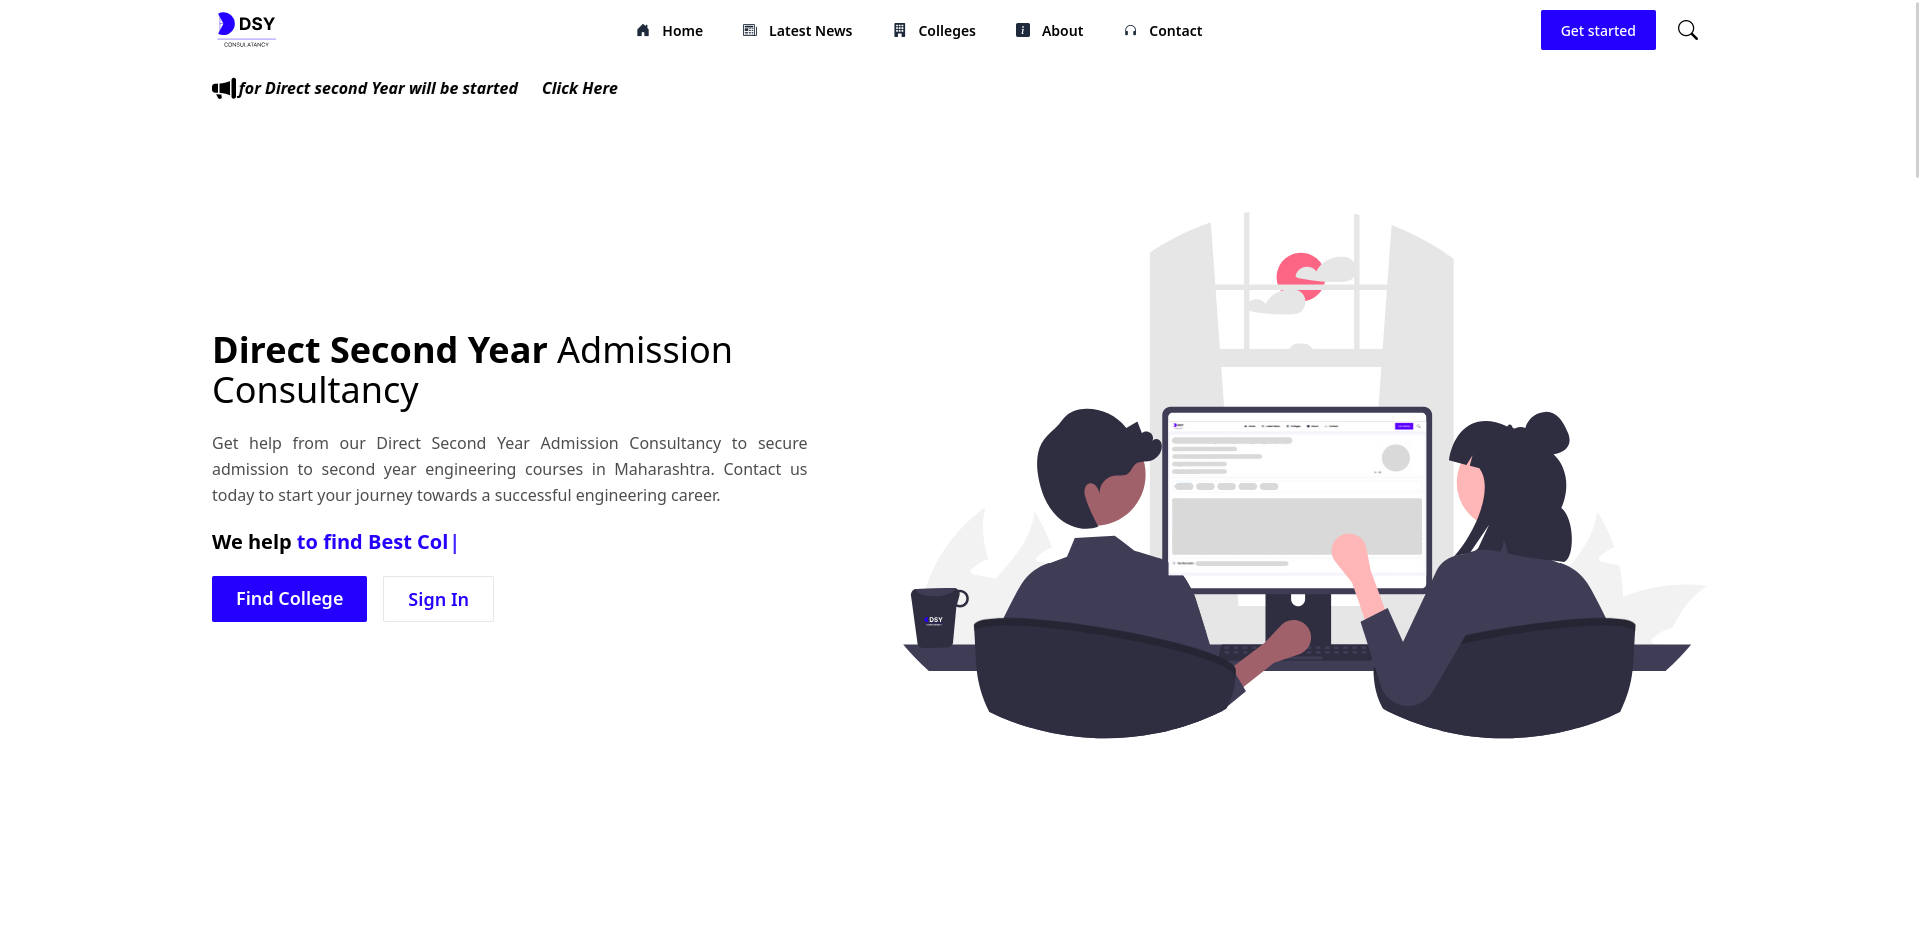 DSY
CONSULATANCY
Home
Latest News
Colleges
About
Contact
Get started
for Direct second Year will be started Click Here
Direct Second Year Admission
Consultancy
Get help from our Direct Second Year Admission Consultancy to secure
admission to second year engineering courses in Maharashtra. Contact us
today to start your journey towards a successful engineering career.
We help to find Best Col|
Find College
Sign In
DSY